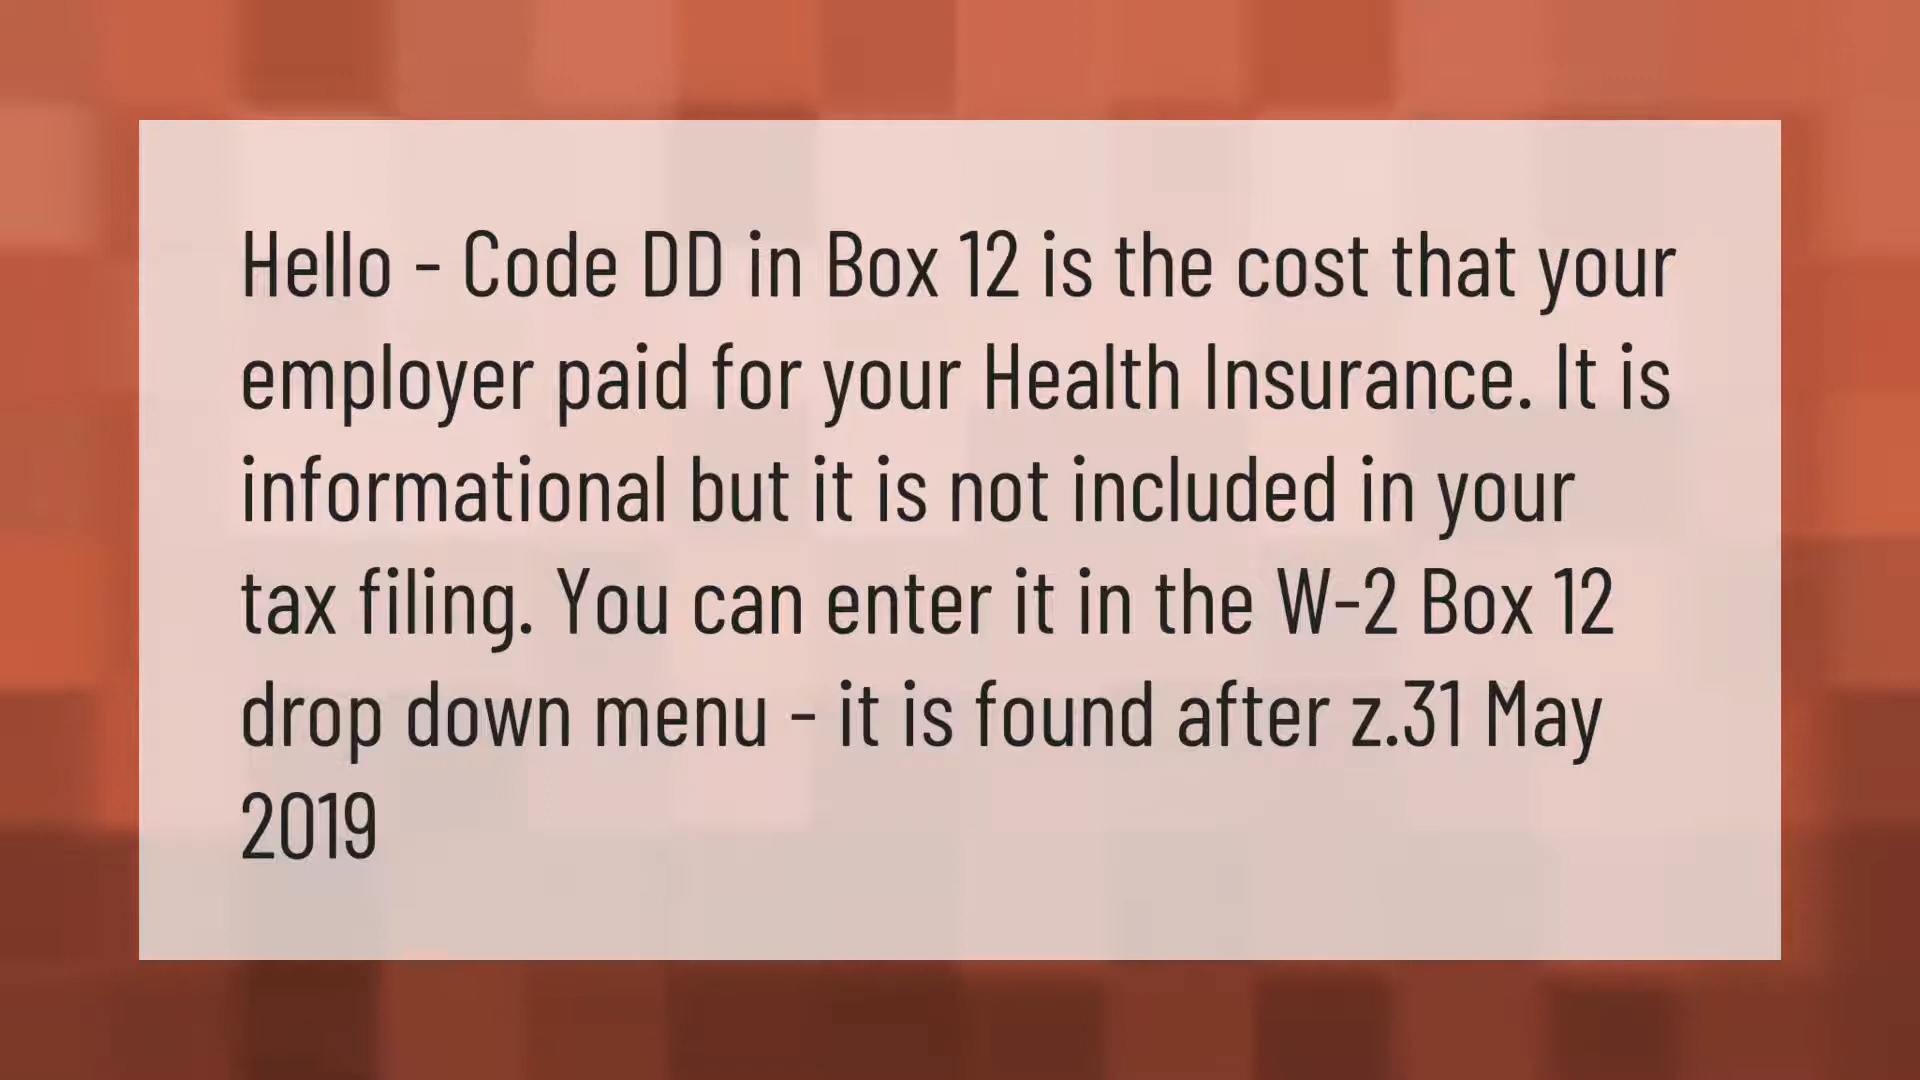 Hello - Code DD in Box 12 is the cost that your
employer paid for your Health Insurance. It is
informational but it is not included in your
tax filing. You can enter it in the W-2 Box 12
drop down menu - it is found after z.31 May
2019